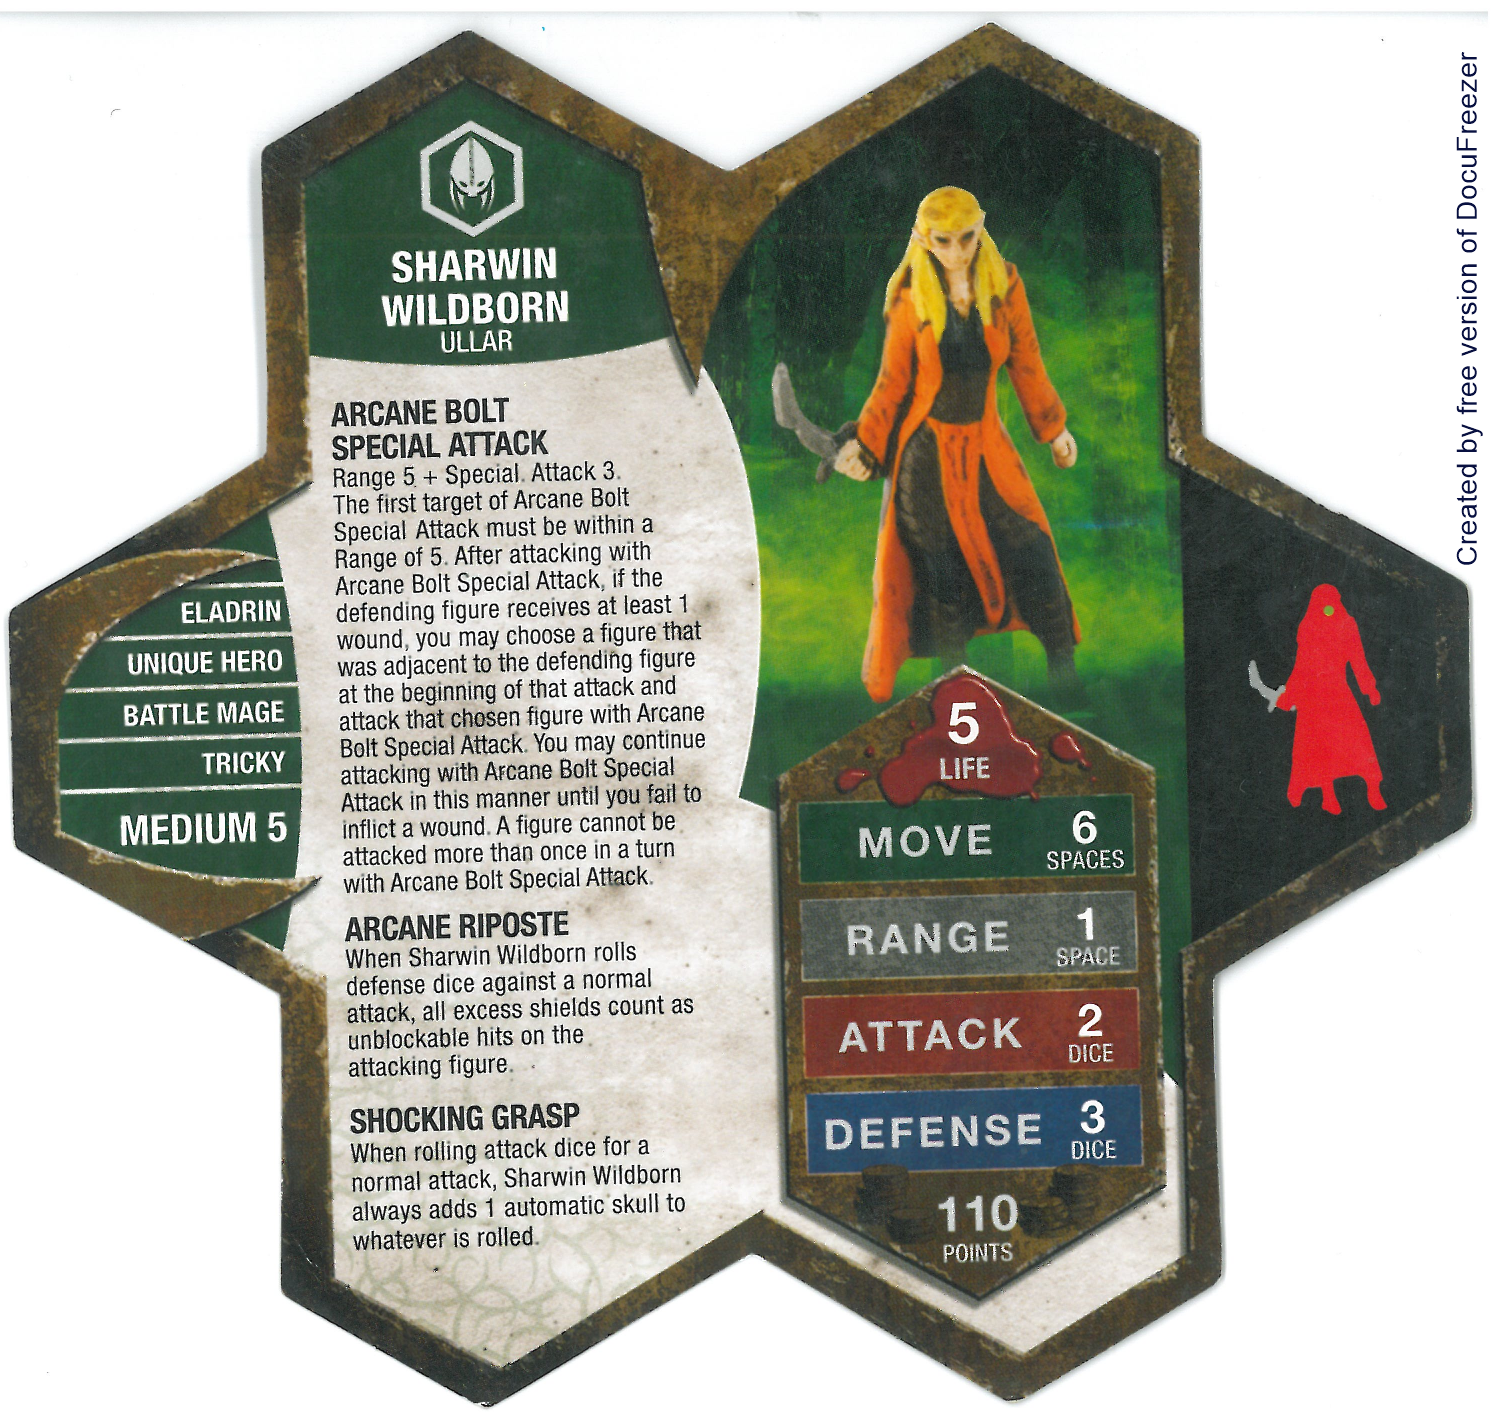 SHARWIN
WILDBORN
ULLAR
ARCANE BOLT
SPECIAL ATTACK
Range 5 + Special. Attack 3.
The first target of Arcane Bolt
Special Attack must be within a
Range of 5. After attacking with
Arcane Bolt Special Attack, if the
defending figure receives at least 1
wound, you may choose a figure that
was adjacent to the defending figure
at the beginning of that attack and
attack that chosen figure with Arcane
Bolt Special Attack. You may continue
attacking with Arcane Bolt Special
Attack in this manner until you fail to
inflict a wound. A figure cannot be
attacked more than once in a turn
with Arcane Bolt Special Attack.
ARCANE RIPOSTE
When Sharwin Wildborn rolls
defense dice against a normal
attack, all excess shields count as
unblockable hits on the
attacking figure.
SHOCKING GRASP
When rolling attack dice for a
normal attack, Sharwin Wildborn
always adds 1 automatic skull to
whatever is rolled.
ELADRIN
UNIQUE HERO
BATTLE MAGE
TRICKY
MEDIUM 5
5
LIFE
MOVE 6
SPACES
RANGE 1
SPACE
ATTACK 2
DICE
DEFENSE 3
DICE
110
POINTS
Created by free version of DocuFreezer